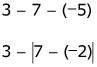 3 − 7 − (⁻5)
3 − |7 − (⁻2)|